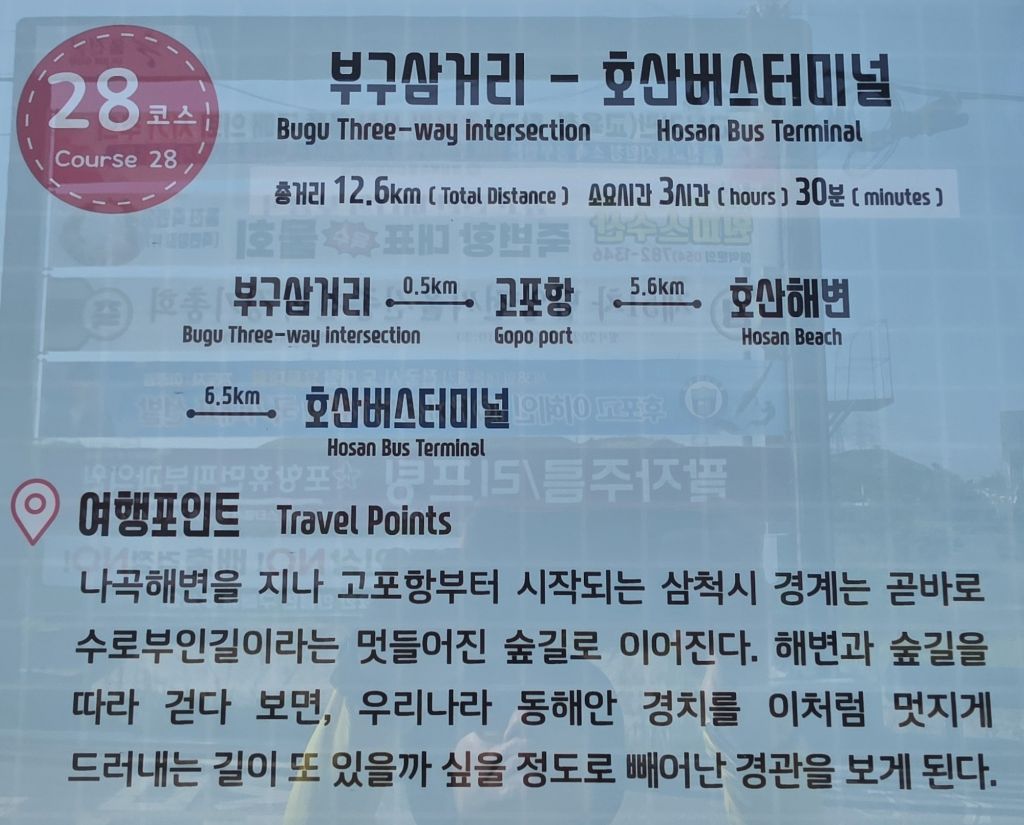 28 코스
Course 28
부구삼거리 - 호산버스터미널
Bugu Three-way intersection Hosan Bus Terminal
총거리 12.6km ( Total Distance ) 소요시간 3시간 ( hours ) 30분 ( minutes )
부구삼거리 0.5km 고포항 5.6km 호산해변
Bugu Three-way intersection Gopo port Hosan Beach
6.5km 호산버스터미널
Hosan Bus Terminal
여행포인트 Travel Points
나곡해변을 지나 고포항부터 시작되는 삼척시 경계는 곧바로
수로부인길이라는 멋들어진 숲길로 이어진다. 해변과 숲길을
따라 걷다 보면, 우리나라 동해안 경치를 이처럼 멋지게
드러내는 길이 또 있을까 싶을 정도로 빼어난 경관을 보게 된다.